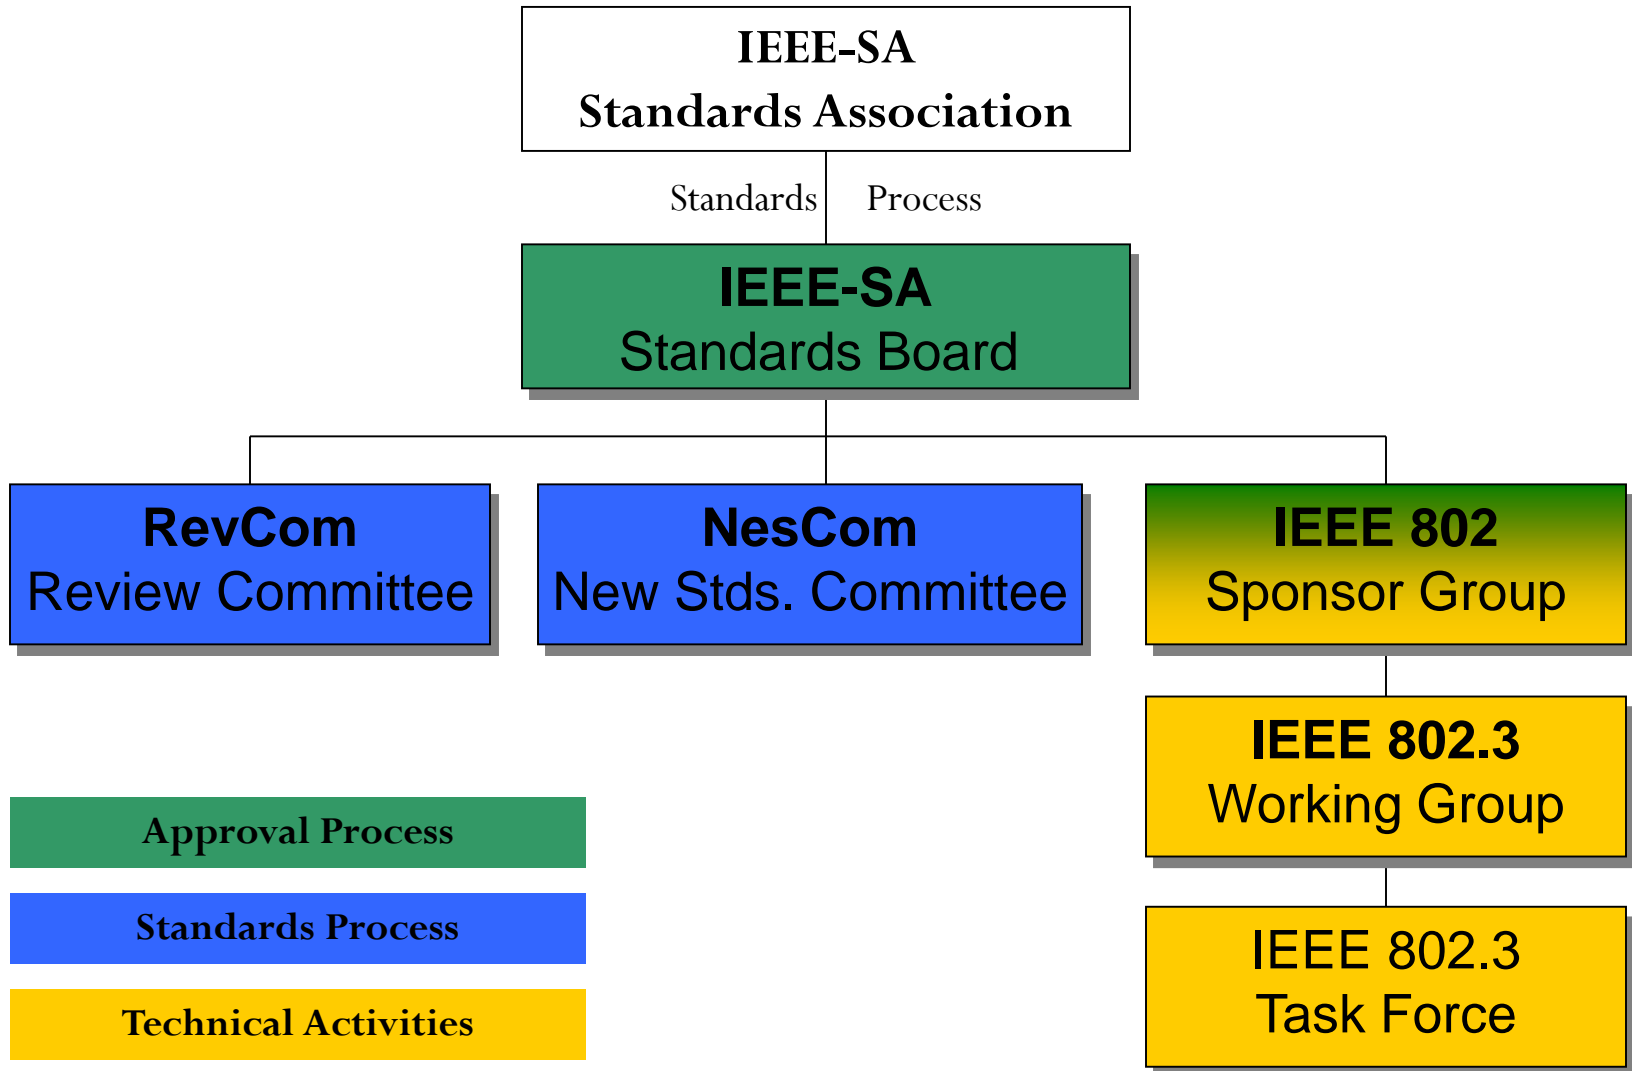 IEEE-SA
Standards Association
Standards Process
IEEE-SA
Standards Board
RevCom
Review Committee
NesCom
New Stds. Committee
IEEE 802
Sponsor Group
IEEE 802.3
Working Group
IEEE 802.3
Task Force
Approval Process
Standards Process
Technical Activities